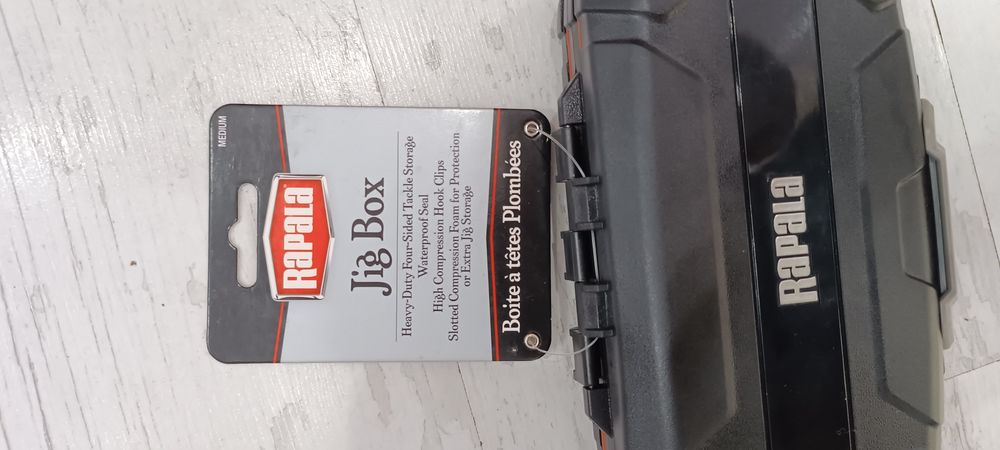 MEDIUM
Rapala
Jig Box
Heavy-Duty Four-Sided Tackle Storage
Waterproof Seal
High Compression Hook Clips
Slotted Compression Foam for Protection
or Extra Jig Storage
Boite à têtes Plombées
Rapala